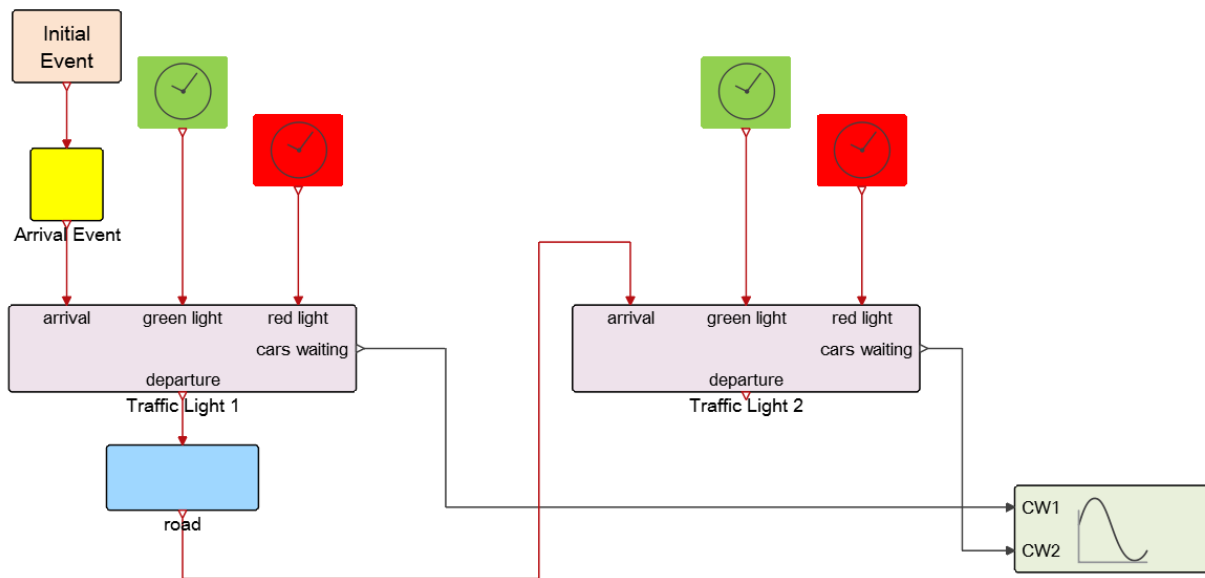 Initial
Event
Arrival Event
arrival
green light
red light
cars waiting
departure
Traffic Light 1
road
arrival
green light
red light
cars waiting
departure
Traffic Light 2
CW1
CW2